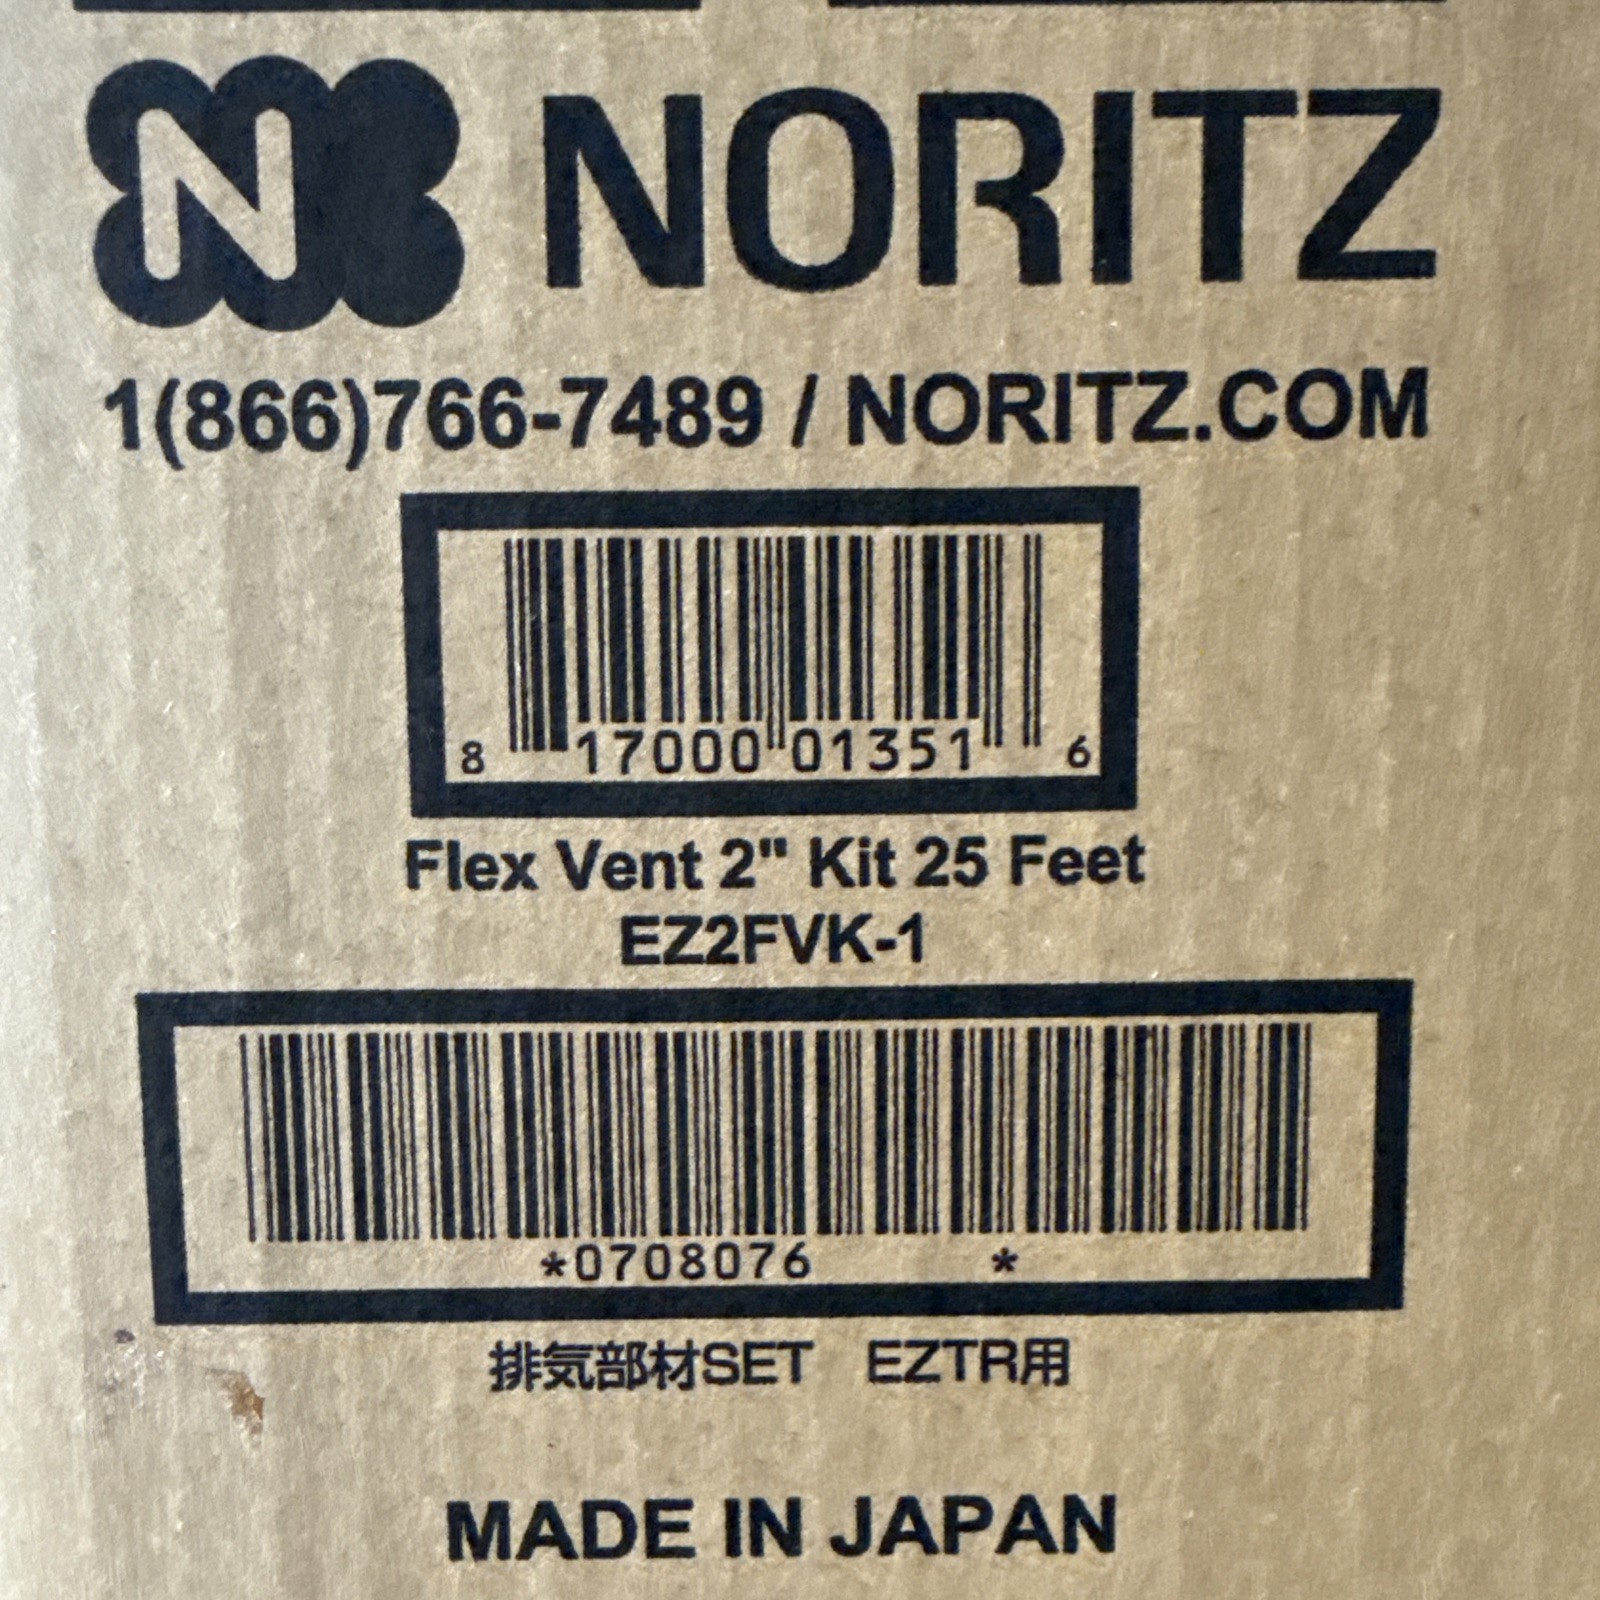 N NORITZ
1(866)766-7489 / NORITZ.COM
8 17000 01351 6
Flex Vent 2" Kit 25 Feet
EZ2FVK-1
*0708076 *
排気部材SET EZTR用
MADE IN JAPAN